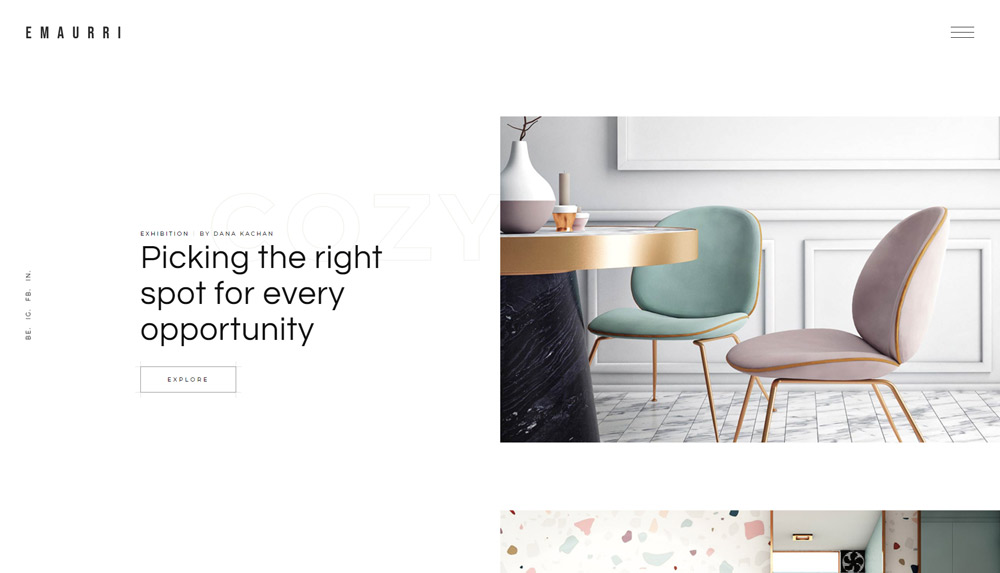 EMAURRI
COZY
EXHIBITION | BY DANA KACHAN
Picking the right
spot for every
opportunity
EXPLORE
BE. IG. FB. IN.